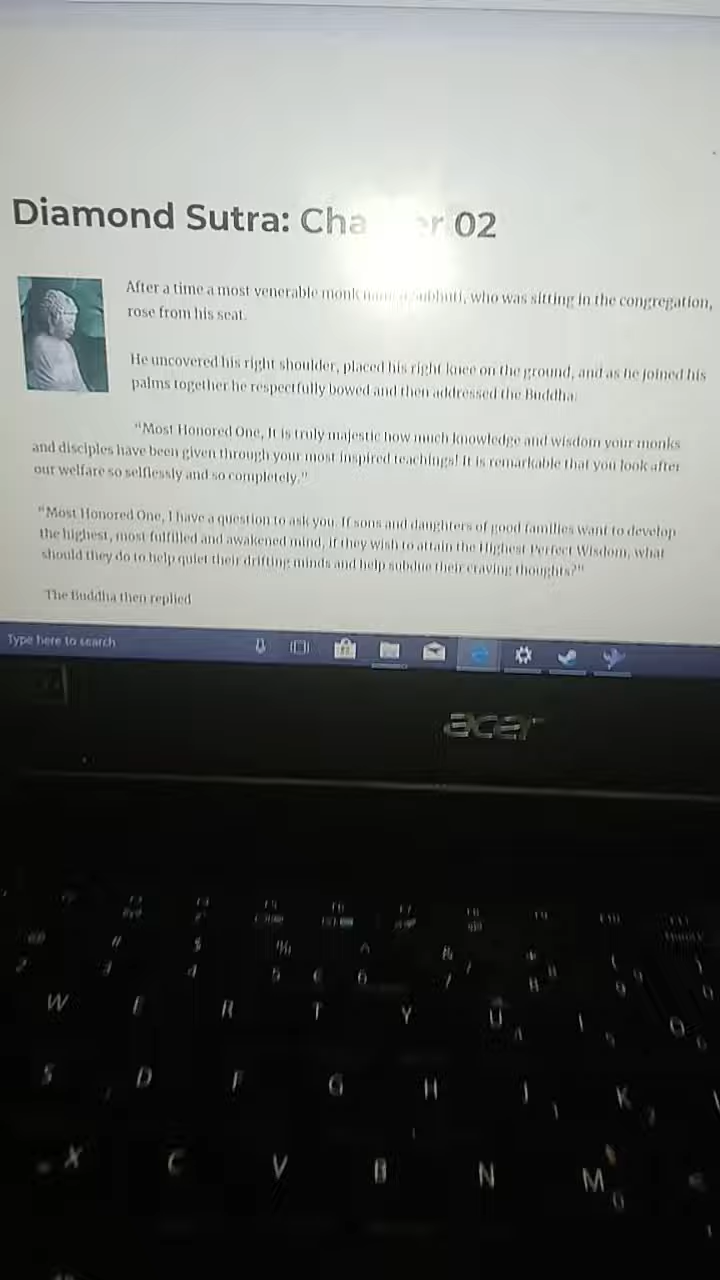 Diamond Sutra: Cha er 02
After a time a most venerable monk Subhuti, who was sitting in the congregation,
rose from his seat.
He uncovered his right shoulder, placed his right knee on the ground, and as he joined his
palms together he respectfully bowed and then addressed the Buddha.
"Most Honored One, It is truly majestic how much knowledge and wisdom your monks
and disciples have been given through your most inspired teachings! It is remarkable that you look after
our welfare so selflessly and so completely."
"Most Honored One, I have a question to ask you. If sons and daughters of good families want to develop
the highest, most fulfilled and awakened mind, if they wish to attain the Highest Perfect Wisdom, what
should they do to help quiet their drifting minds and help subdue their craving thoughts?"
The Buddha then replied
Type here to search
acer
W E R T Y U I O
S D F G H J K
X C V B N M